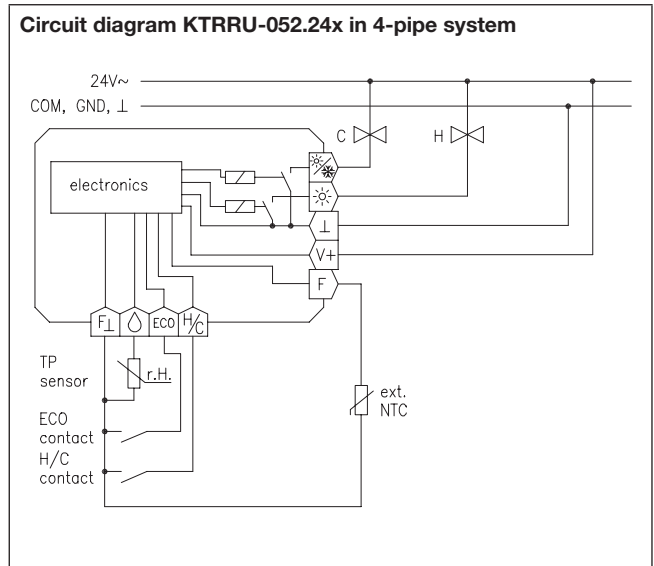 Circuit diagram KTRRU-052.24x in 4-pipe system
24V~
COM, GND, ⊥
C
H
electronics
⊥
V+
F
F⊥
ECO
H/C
TP
sensor
r.H.
ECO
contact
H/C
contact
ext.
NTC